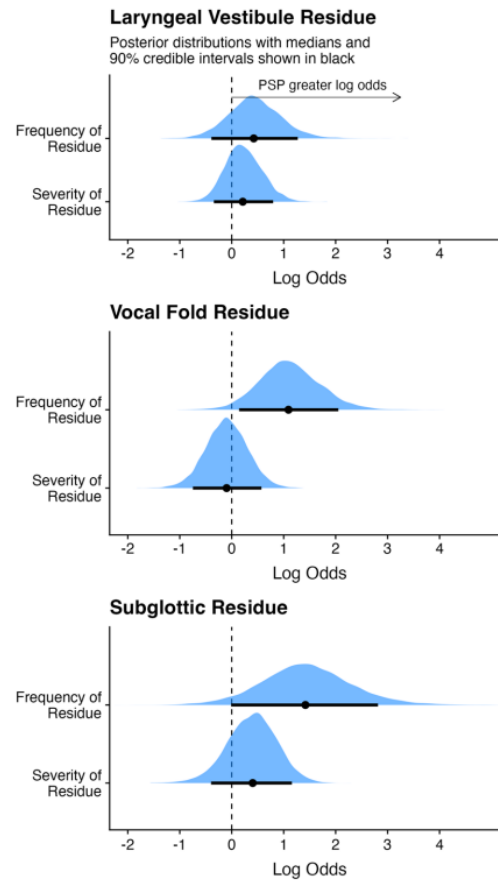 Laryngeal Vestibule Residue
Posterior distributions with medians and
90% credible intervals shown in black
PSP greater log odds
Frequency of
Residue
Severity of
Residue
-2 -1 0 1 2 3 4
Log Odds
Vocal Fold Residue
Frequency of
Residue
Severity of
Residue
-2 -1 0 1 2 3 4
Log Odds
Subglottic Residue
Frequency of
Residue
Severity of
Residue
-2 -1 0 1 2 3 4
Log Odds